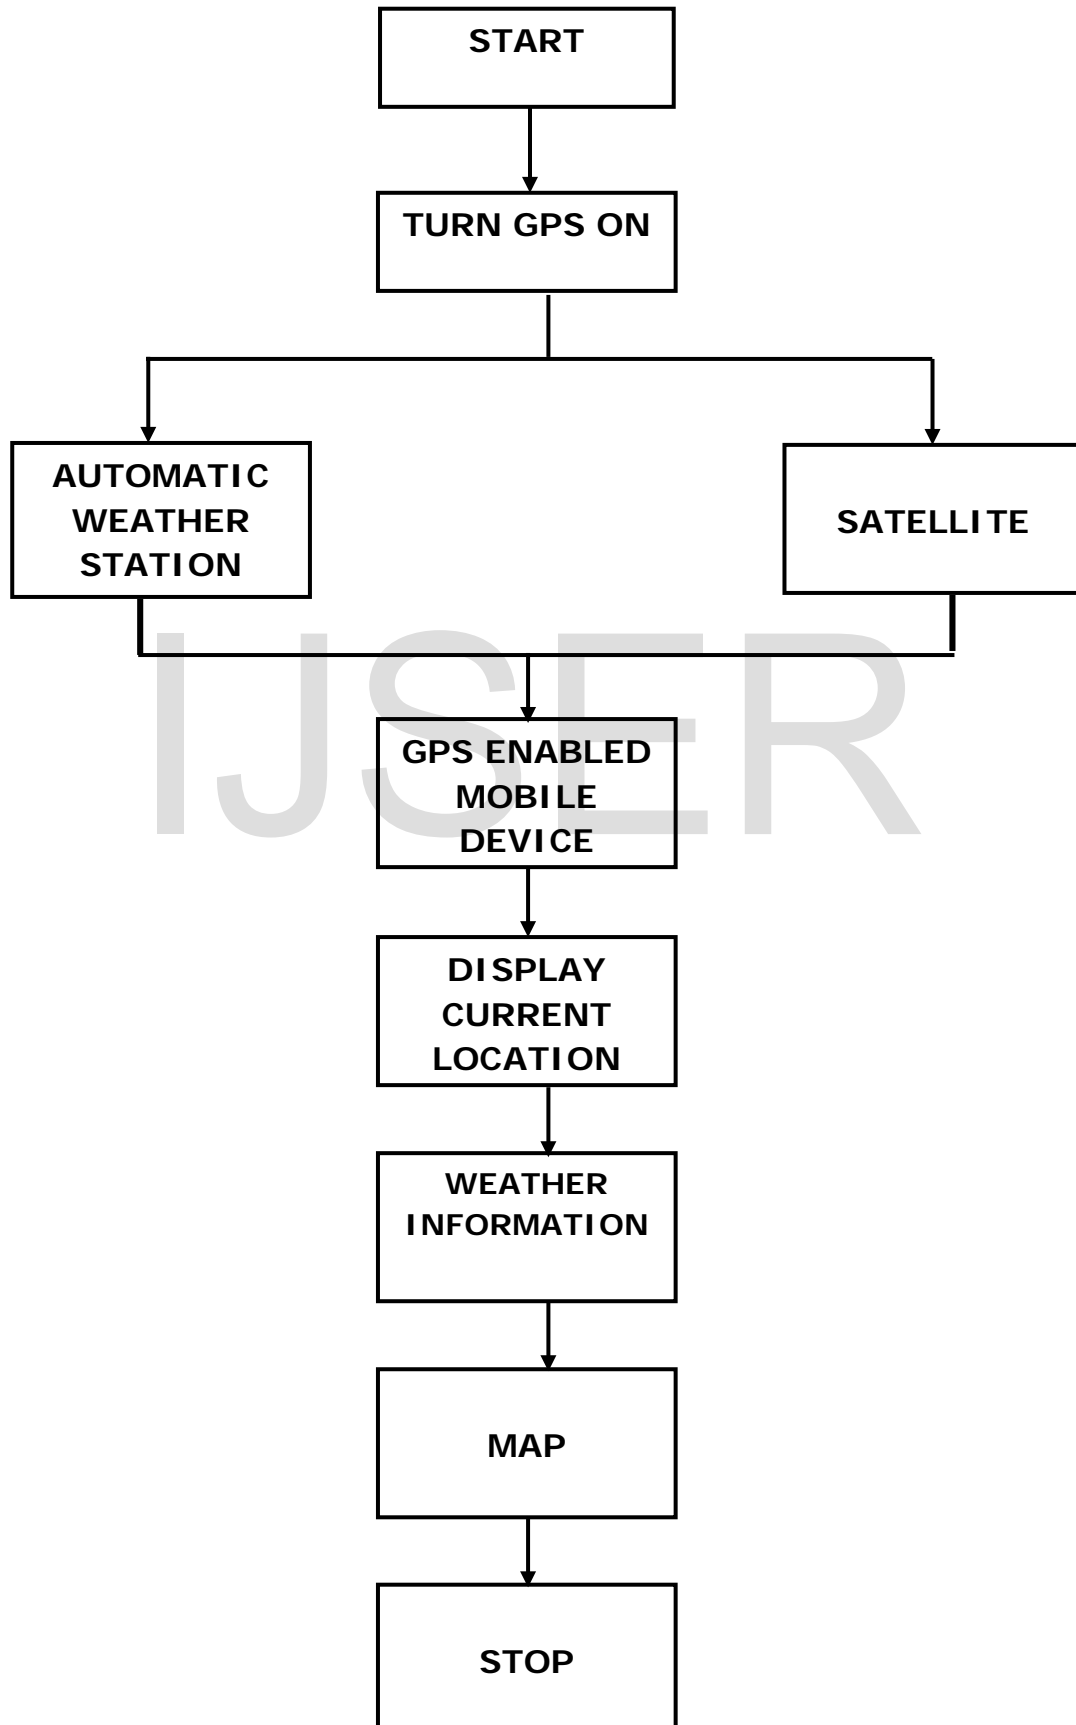 START
TURN GPS ON
AUTOMATIC
WEATHER
STATION
SATELLITE
IJSER
GPS ENABLED
MOBILE
DEVICE
DISPLAY
CURRENT
LOCATION
WEATHER
INFORMATION
MAP
STOP